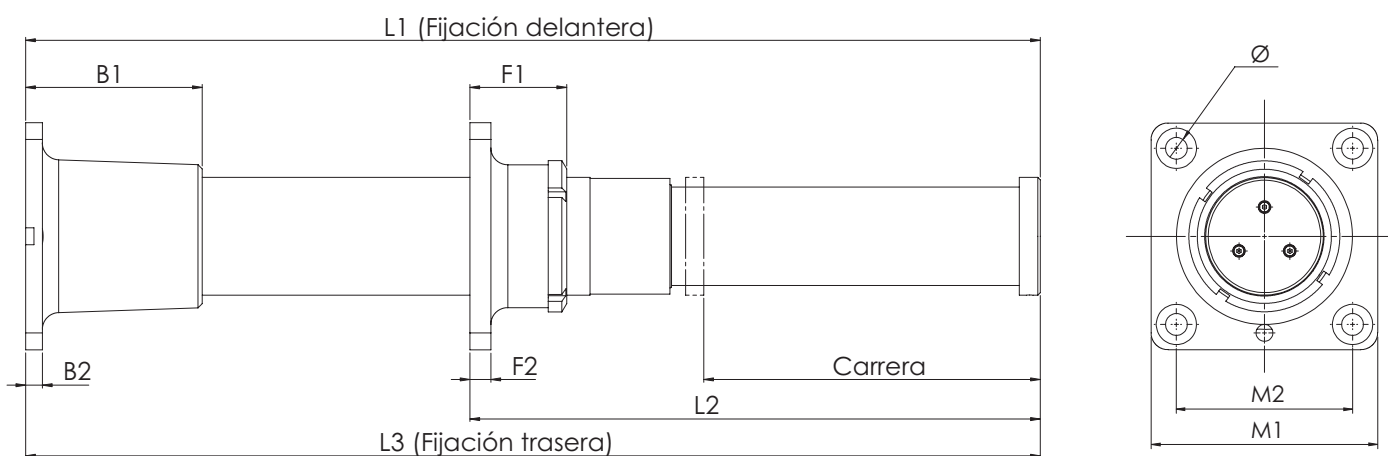 L1 (Fijación delantera)
B1
F1
Ø
B2
F2
Carrera
L2
M2
L3 (Fijación trasera)
M1